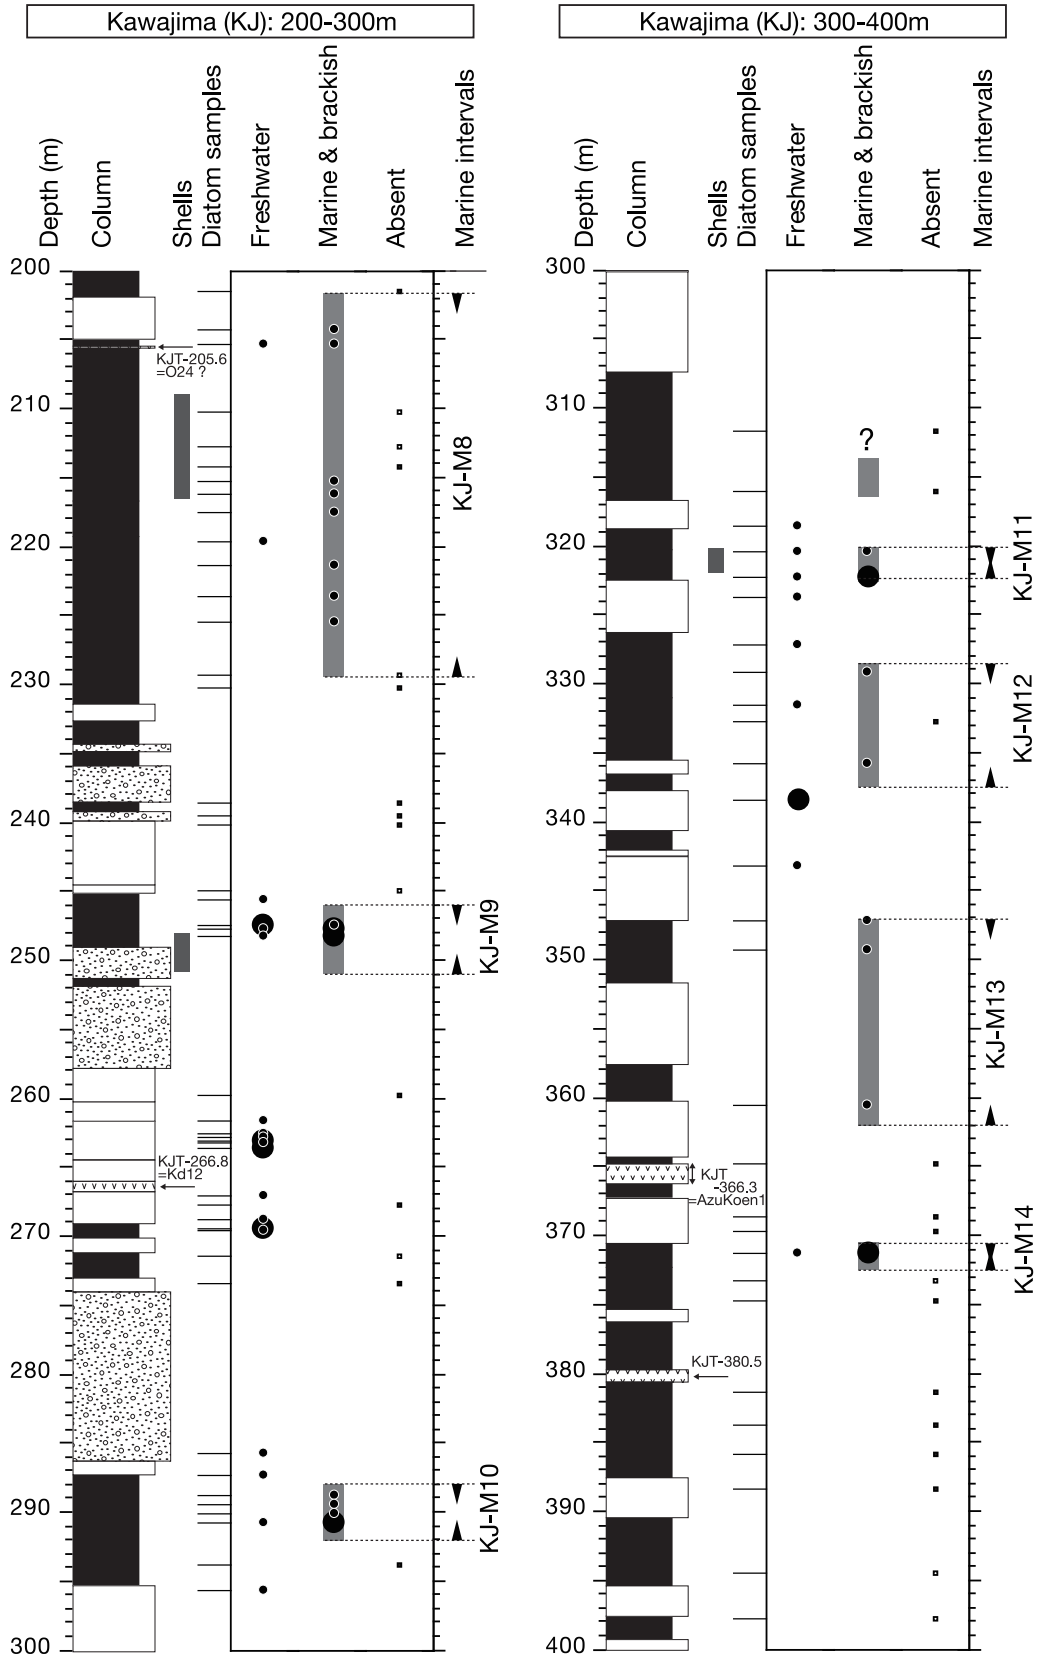 Kawajima (KJ): 200-300m
Depth (m)
Column
Shells
Diatom samples
Freshwater
Marine & brackish
Absent
Marine intervals
200
210
220
230
240
250
260
270
280
290
300
KJT-205.6
=O24 ?
KJT-266.8
=Kd12
KJ-M8
KJ-M9
KJ-M10
Kawajima (KJ): 300-400m
Depth (m)
Column
Shells
Diatom samples
Freshwater
Marine & brackish
Absent
Marine intervals
300
310
320
330
340
350
360
370
380
390
400
?
KJT
-366.3
=AzuKoen1
KJT-380.5
KJ-M11
KJ-M12
KJ-M13
KJ-M14